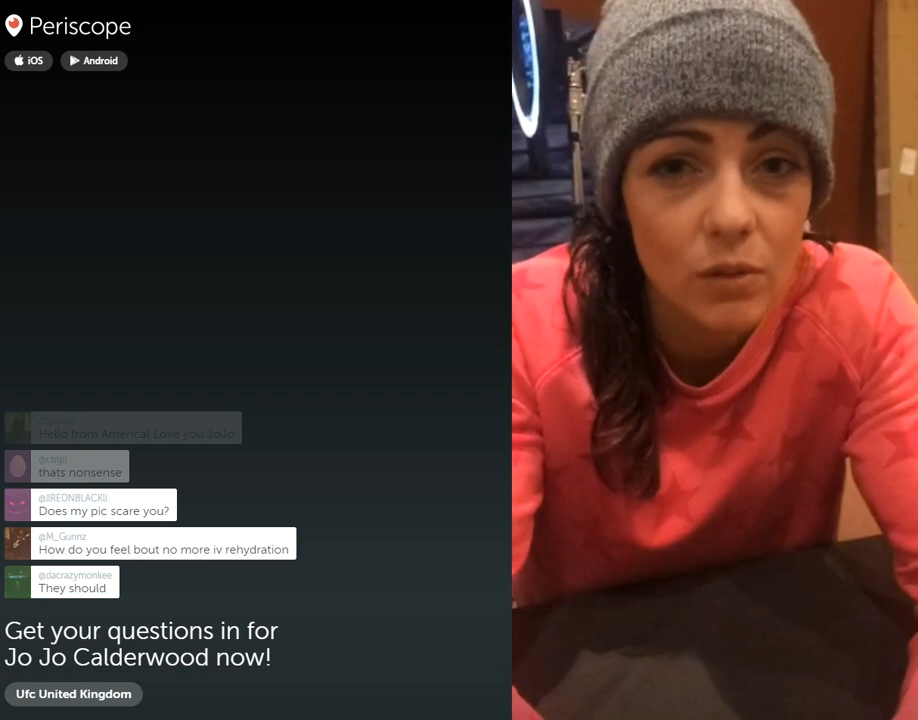 Periscope
iOS
Android
Hello from America! Love you JoJo
@ctrgil
thats nonsense
@llREDNBLACKll
Does my pic scare you?
@M_Gunnz
How do you feel bout no more iv rehydration
@dacrazymonkee
They should
Get your questions in for
Jo Jo Calderwood now!
Ufc United Kingdom